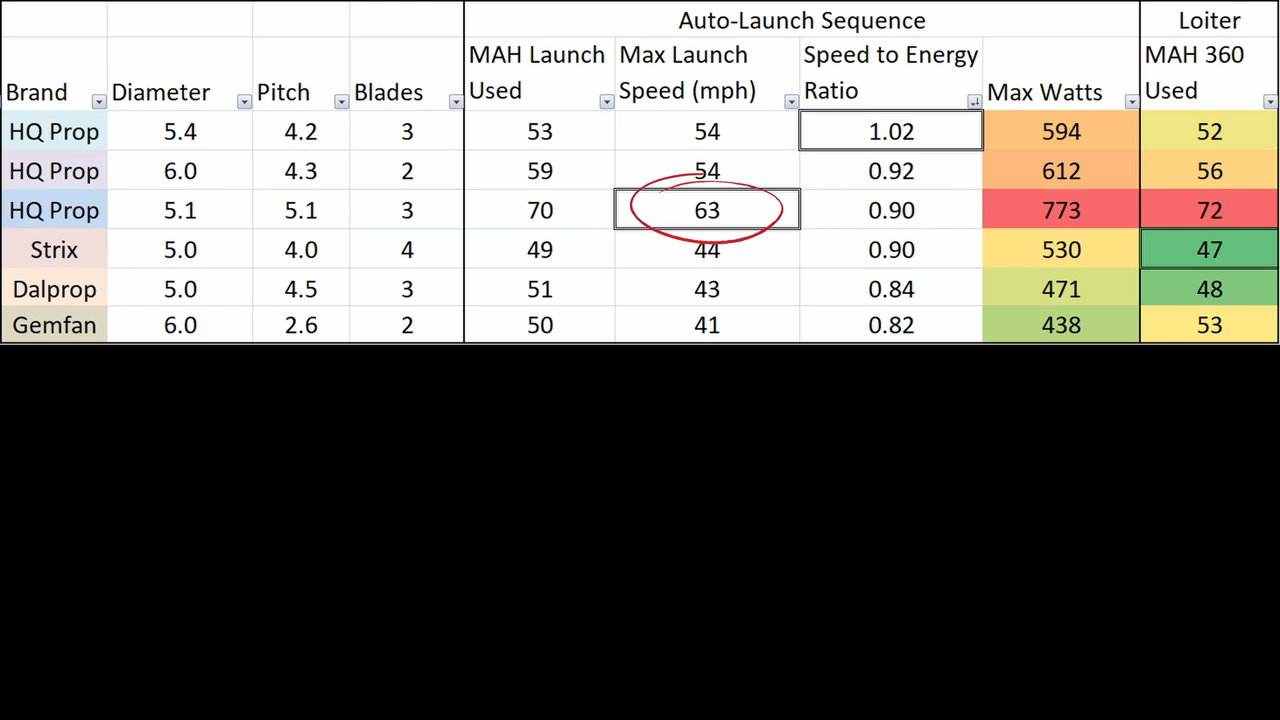 Auto-Launch Sequence Loiter
Brand Diameter Pitch Blades MAH Launch Used Max Launch Speed (mph) Speed to Energy Ratio Max Watts MAH 360 Used
HQ Prop 5.4 4.2 3 53 54 1.02 594 52
HQ Prop 6.0 4.3 2 59 54 0.92 612 56
HQ Prop 5.1 5.1 3 70 63 0.90 773 72
Strix 5.0 4.0 4 49 44 0.90 530 47
Dalprop 5.0 4.5 3 51 43 0.84 471 48
Gemfan 6.0 2.6 2 50 41 0.82 438 53